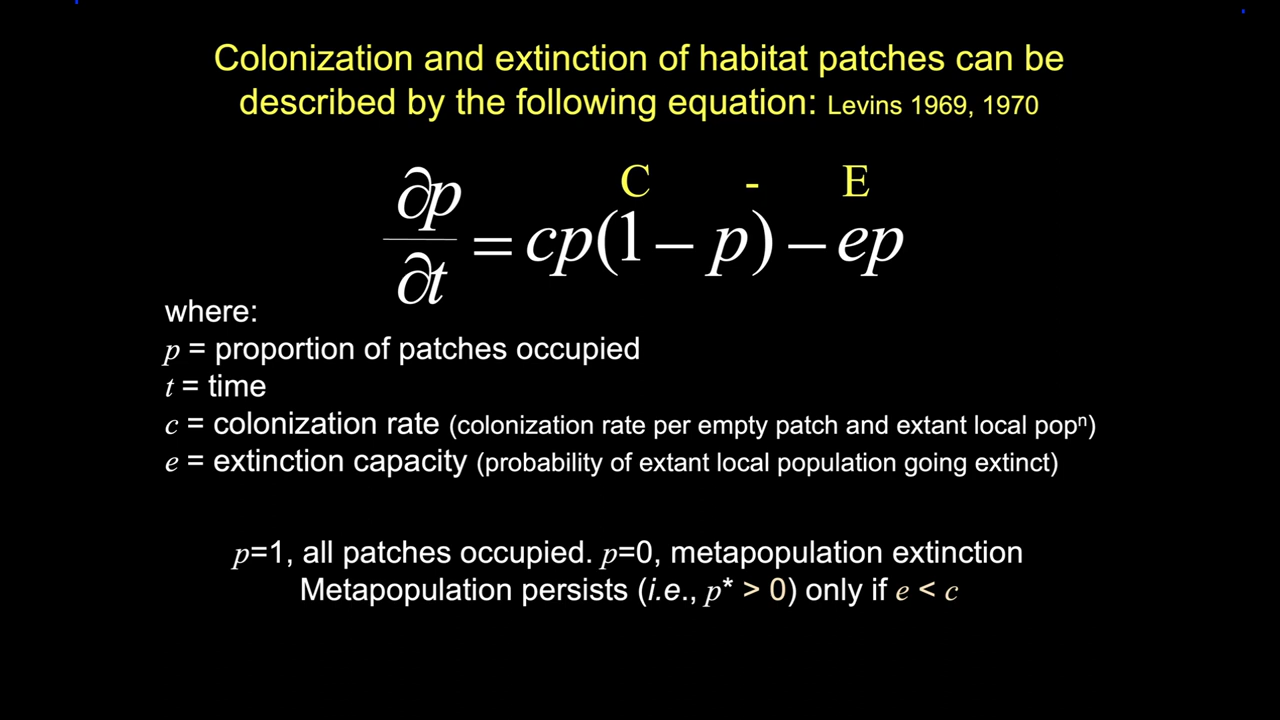 Colonization and extinction of habitat patches can be
described by the following equation: Levins 1969, 1970
C - E
∂p/∂t = cp(1 − p) − ep
where:
p = proportion of patches occupied
t = time
c = colonization rate (colonization rate per empty patch and extant local popⁿ)
e = extinction capacity (probability of extant local population going extinct)
p=1, all patches occupied. p=0, metapopulation extinction
Metapopulation persists (i.e., p* > 0) only if e < c